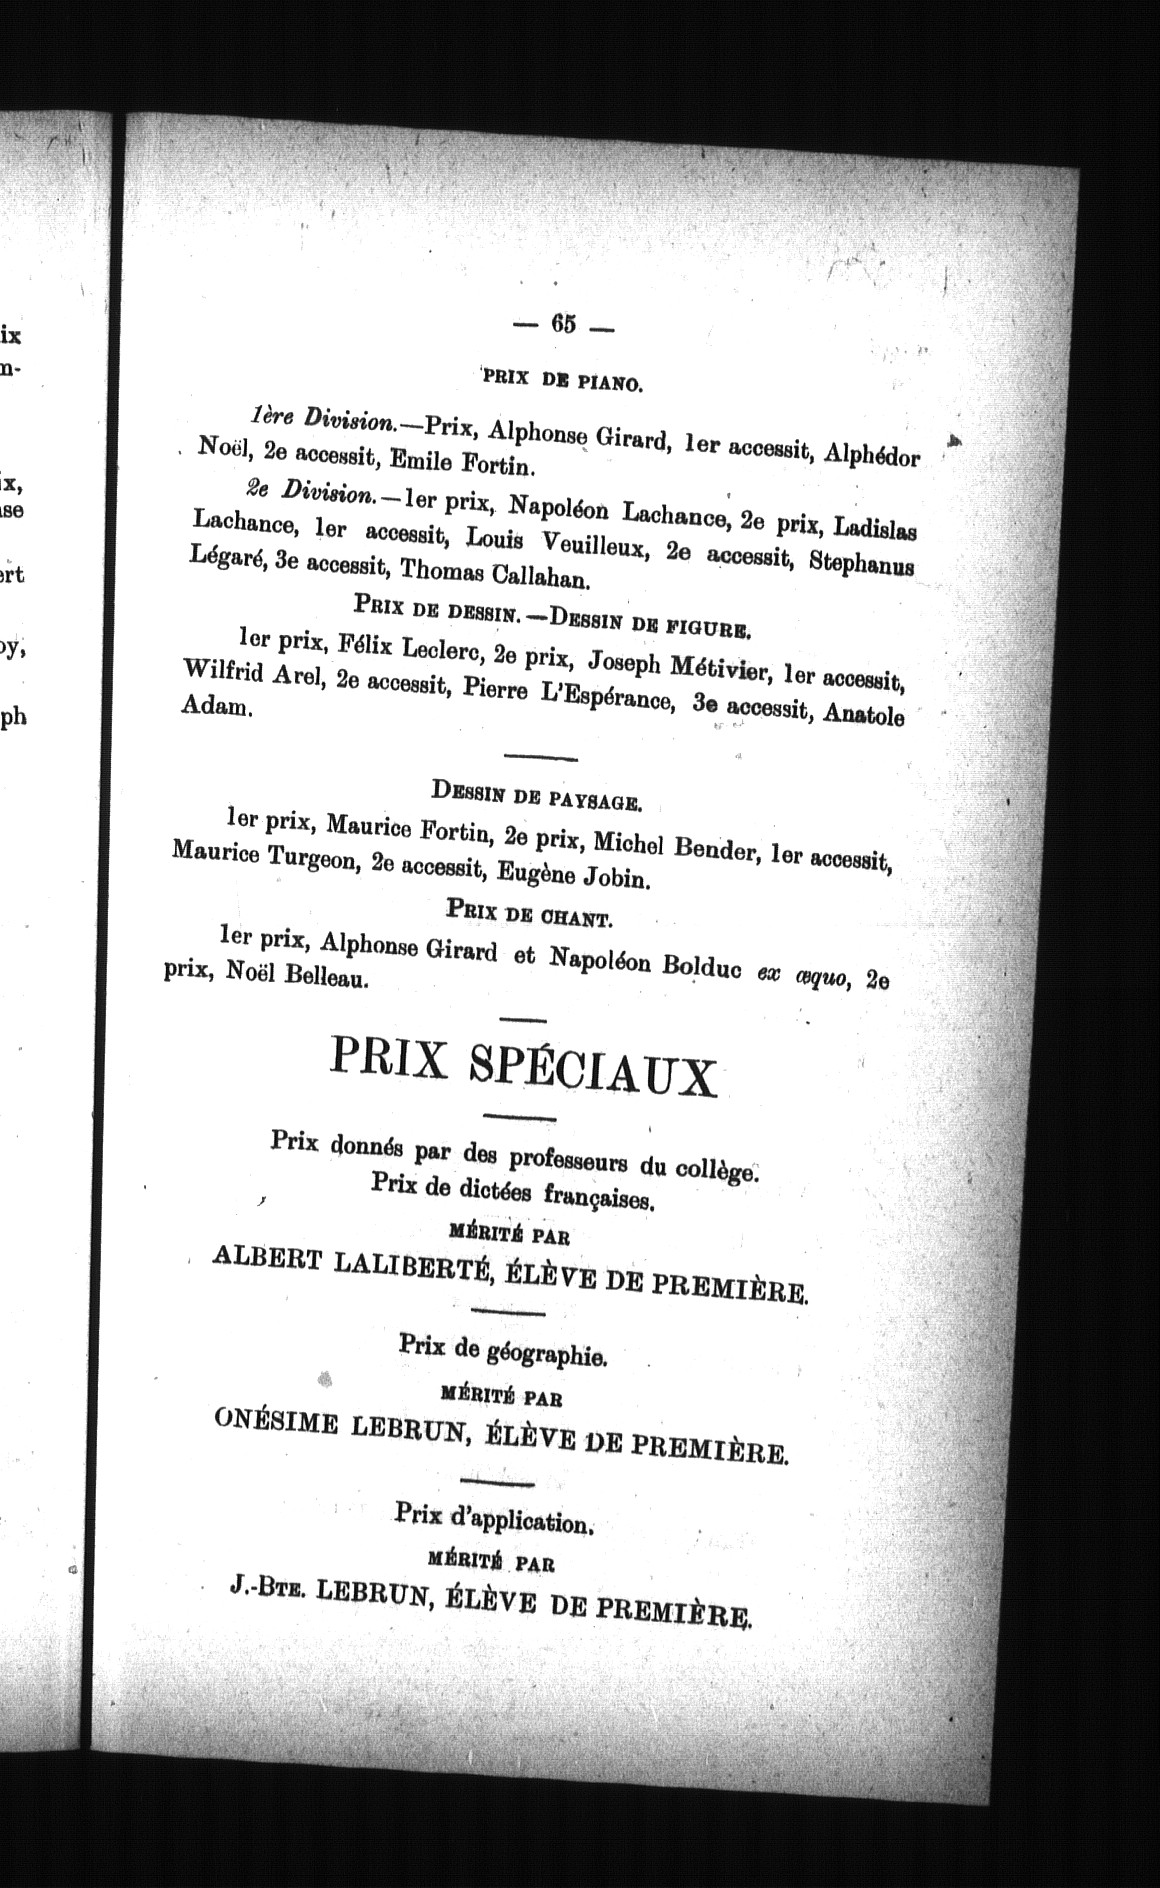 ix
n-
ix,
ase
ert
oy,
ph
— 65 —
PRIX DE PIANO.
1ère Division.—Prix, Alphonse Girard, 1er accessit, Alphédor
Noël, 2e accessit, Emile Fortin.
2e Division.—1er prix, Napoléon Lachance, 2e prix, Ladislas
Lachance, 1er accessit, Louis Veuilleux, 2e accessit, Stephanus
Légaré, 3e accessit, Thomas Callahan.
PRIX DE DESSIN.—DESSIN DE FIGURE.
1er prix, Félix Leclerc, 2e prix, Joseph Métivier, 1er accessit,
Wilfrid Arel, 2e accessit, Pierre L'Espérance, 3e accessit, Anatole
Adam.
DESSIN DE PAYSAGE.
1er prix, Maurice Fortin, 2e prix, Michel Bender, 1er accessit,
Maurice Turgeon, 2e accessit, Eugène Jobin.
PRIX DE CHANT.
1er prix, Alphonse Girard et Napoléon Bolduc ex æquo, 2e
prix, Noël Belleau.
PRIX SPÉCIAUX
Prix donnés par des professeurs du collège.
Prix de dictées françaises.
MÉRITÉ PAR
ALBERT LALIBERTÉ, ÉLÈVE DE PREMIÈRE.
Prix de géographie.
MÉRITÉ PAR
ONÉSIME LEBRUN, ÉLÈVE DE PREMIÈRE.
Prix d'application.
MÉRITÉ PAR
J.-BTE. LEBRUN, ÉLÈVE DE PREMIÈRE.